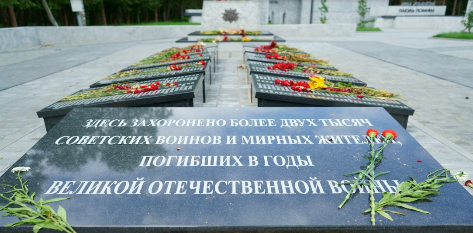 ЗДЕСЬ ЗАХОРОНЕНО БОЛЕЕ ДВУХ ТЫСЯЧ
СОВЕТСКИХ ВОИНОВ И МИРНЫХ ЖИТЕЛЕЙ,
ПОГИБШИХ В ГОДЫ
ВЕЛИКОЙ ОТЕЧЕСТВЕННОЙ ВОЙНЫ